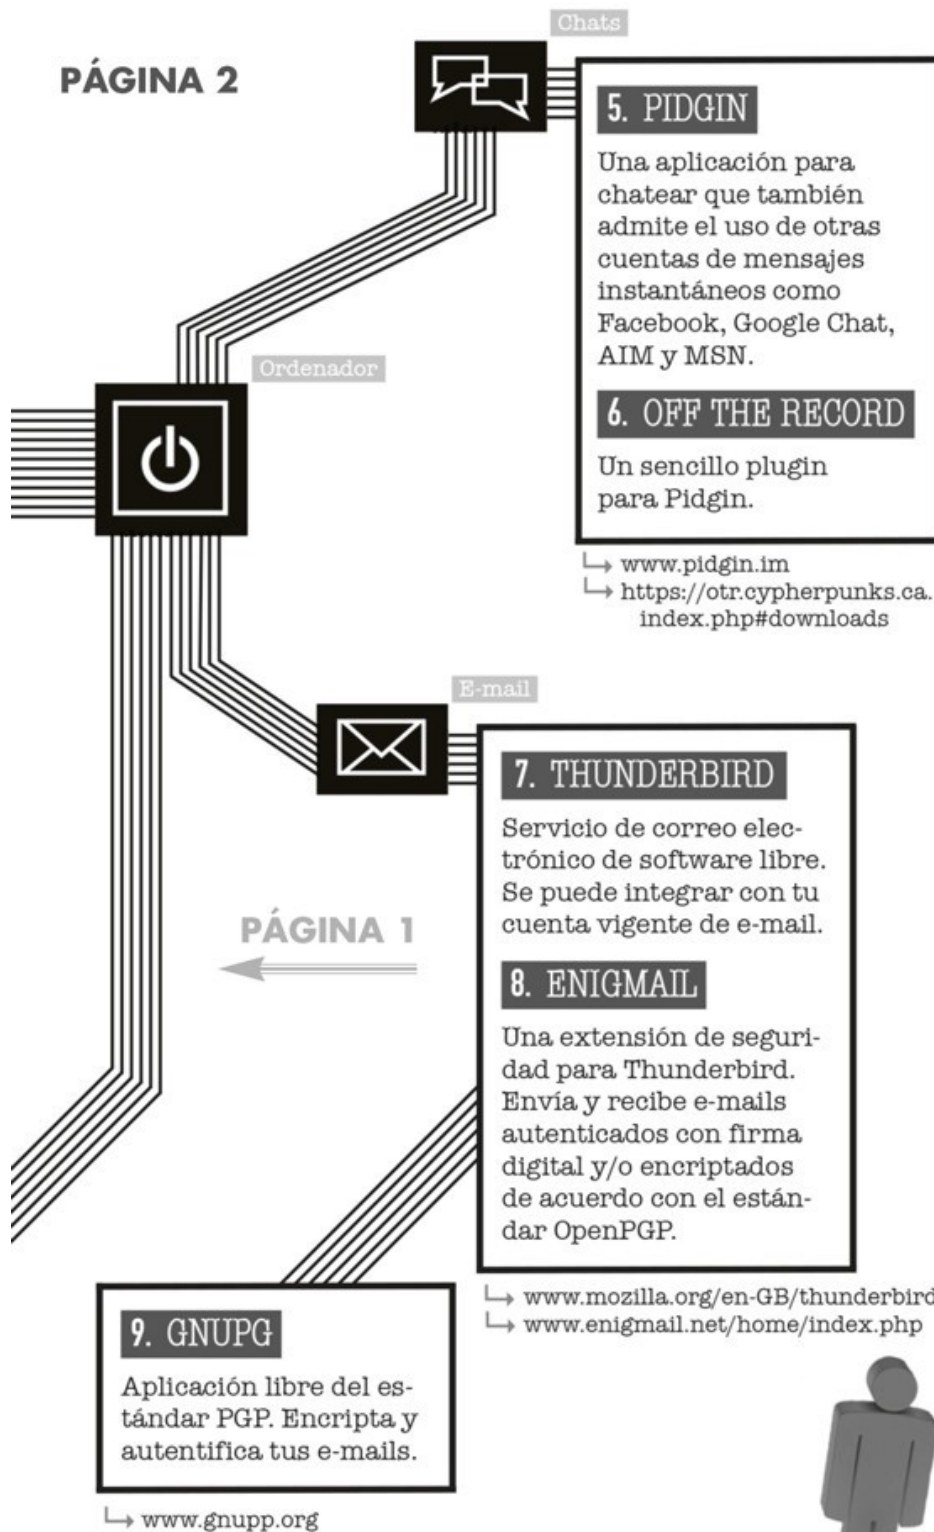 Chats
PÁGINA 2
5. PIDGIN
Una aplicación para
chatear que también
admite el uso de otras
cuentas de mensajes
instantáneos como
Facebook, Google Chat,
AIM y MSN.
Ordenador
6. OFF THE RECORD
Un sencillo plugin
para Pidgin.
www.pidgin.im
https://otr.cypherpunks.ca.
index.php#downloads
E-mail
7. THUNDERBIRD
Servicio de correo elec-
trónico de software libre.
Se puede integrar con tu
cuenta vigente de e-mail.
PÁGINA 1
8. ENIGMAIL
Una extensión de seguri-
dad para Thunderbird.
Envía y recibe e-mails
autenticados con firma
digital y/o encriptados
de acuerdo con el están-
dar OpenPGP.
www.mozilla.org/en-GB/thunderbird
www.enigmail.net/home/index.php
9. GNUPG
Aplicación libre del es-
tándar PGP. Encripta y
autentifica tus e-mails.
www.gnupp.org